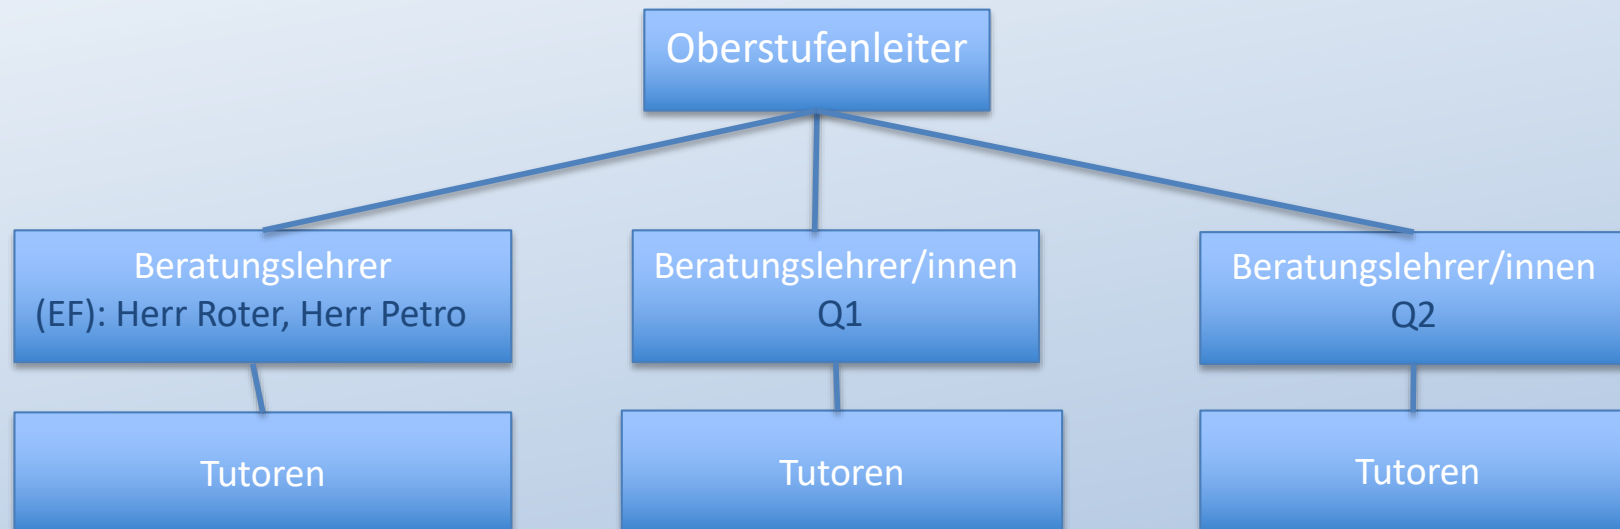 Oberstufenleiter
Beratungslehrer
(EF): Herr Roter, Herr Petro
Beratungslehrer/innen
Q1
Beratungslehrer/innen
Q2
Tutoren
Tutoren
Tutoren